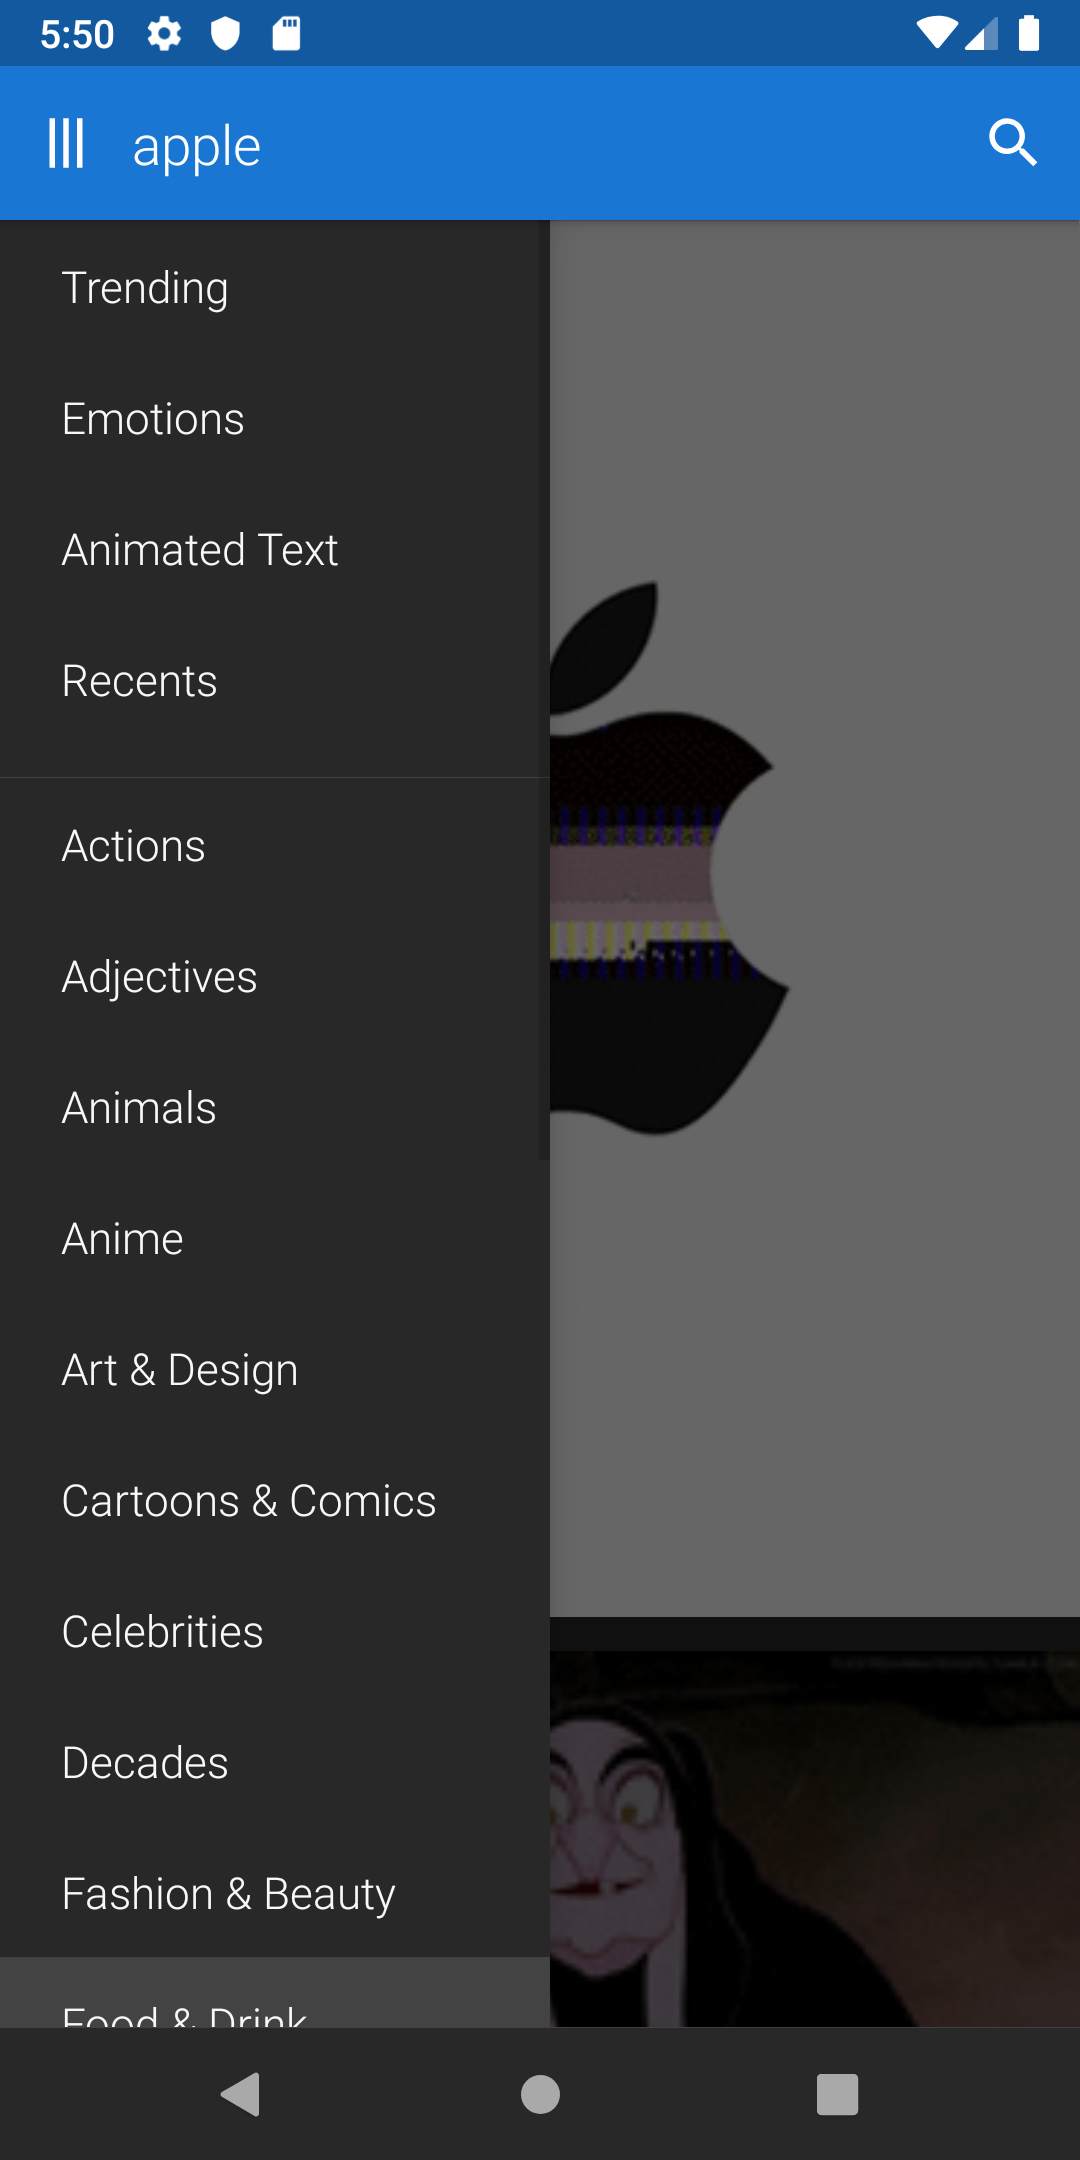 5:50
apple
Trending
Emotions
Animated Text
Recents
Actions
Adjectives
Animals
Anime
Art & Design
Cartoons & Comics
Celebrities
Decades
Fashion & Beauty
Food & Drink